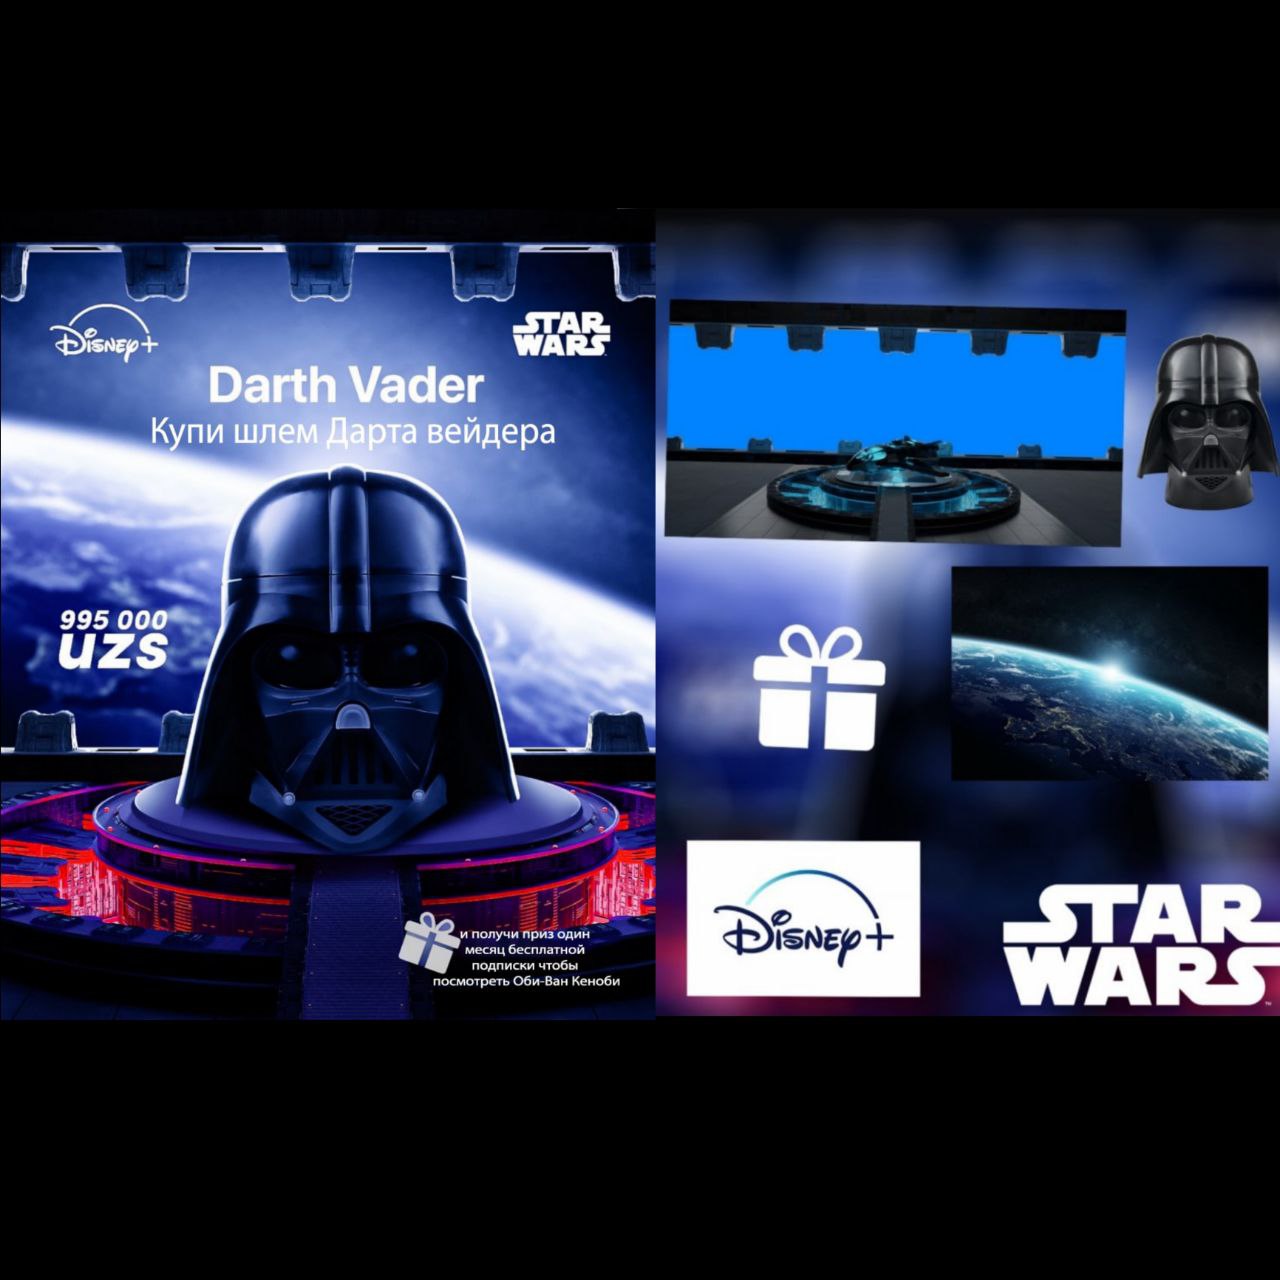 Disney+
STAR
WARS
Darth Vader
Купи шлем Дарта вейдера
995 000
UZS
и получи приз один
месяц бесплатной
подписки чтобы
посмотреть Оби-Ван Кеноби
Disney+
STAR
WARS
TM